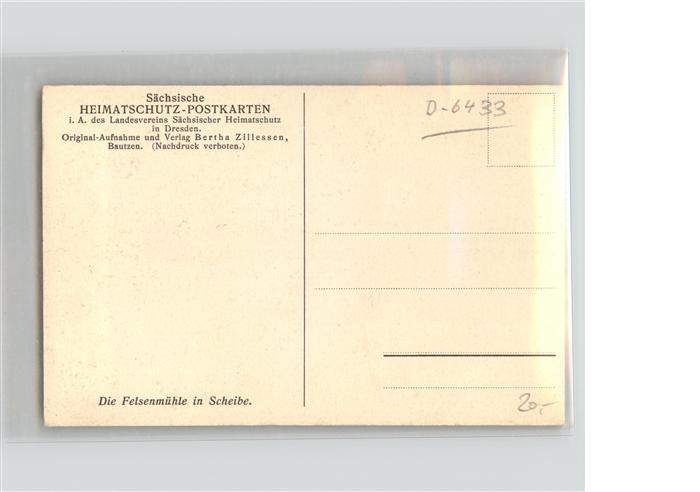 Sächsische
HEIMATSCHUTZ-POSTKARTEN
i. A. des Landesvereins Sächsischer Heimatschutz
in Dresden.
Original-Aufnahme und Verlag Bertha Zillessen,
Bautzen. (Nachdruck verboten.)
D-6433
Die Felsenmühle in Scheibe.
20,-